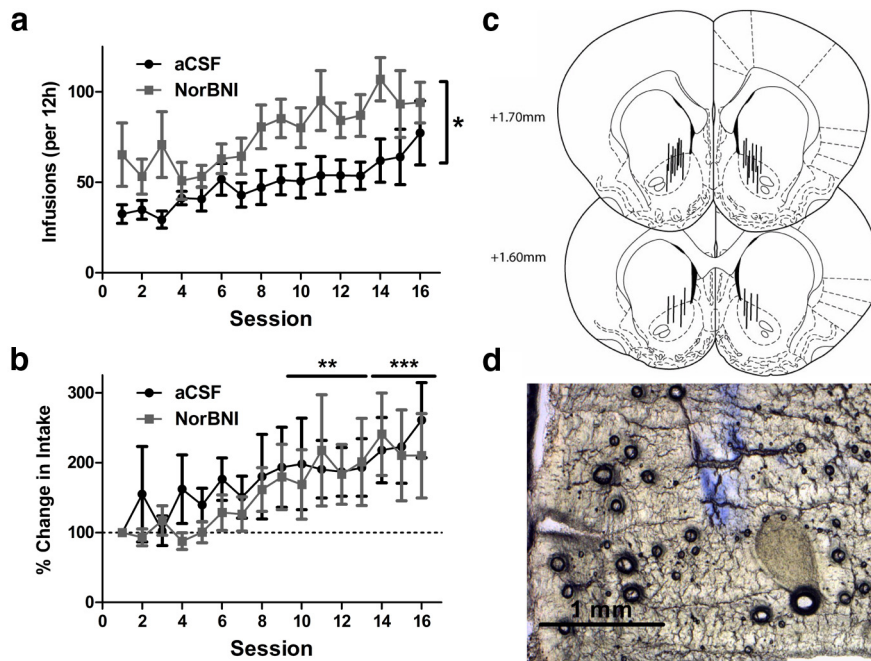 a
aCSF
NorBNI
Infusions (per 12h)
100
50
0
*
0 2 4 6 8 10 12 14 16
Session
b
** ***
aCSF
NorBNI
% Change in Intake
300
200
100
0
0 2 4 6 8 10 12 14 16
Session
c
+1.70mm
+1.60mm
d
1 mm